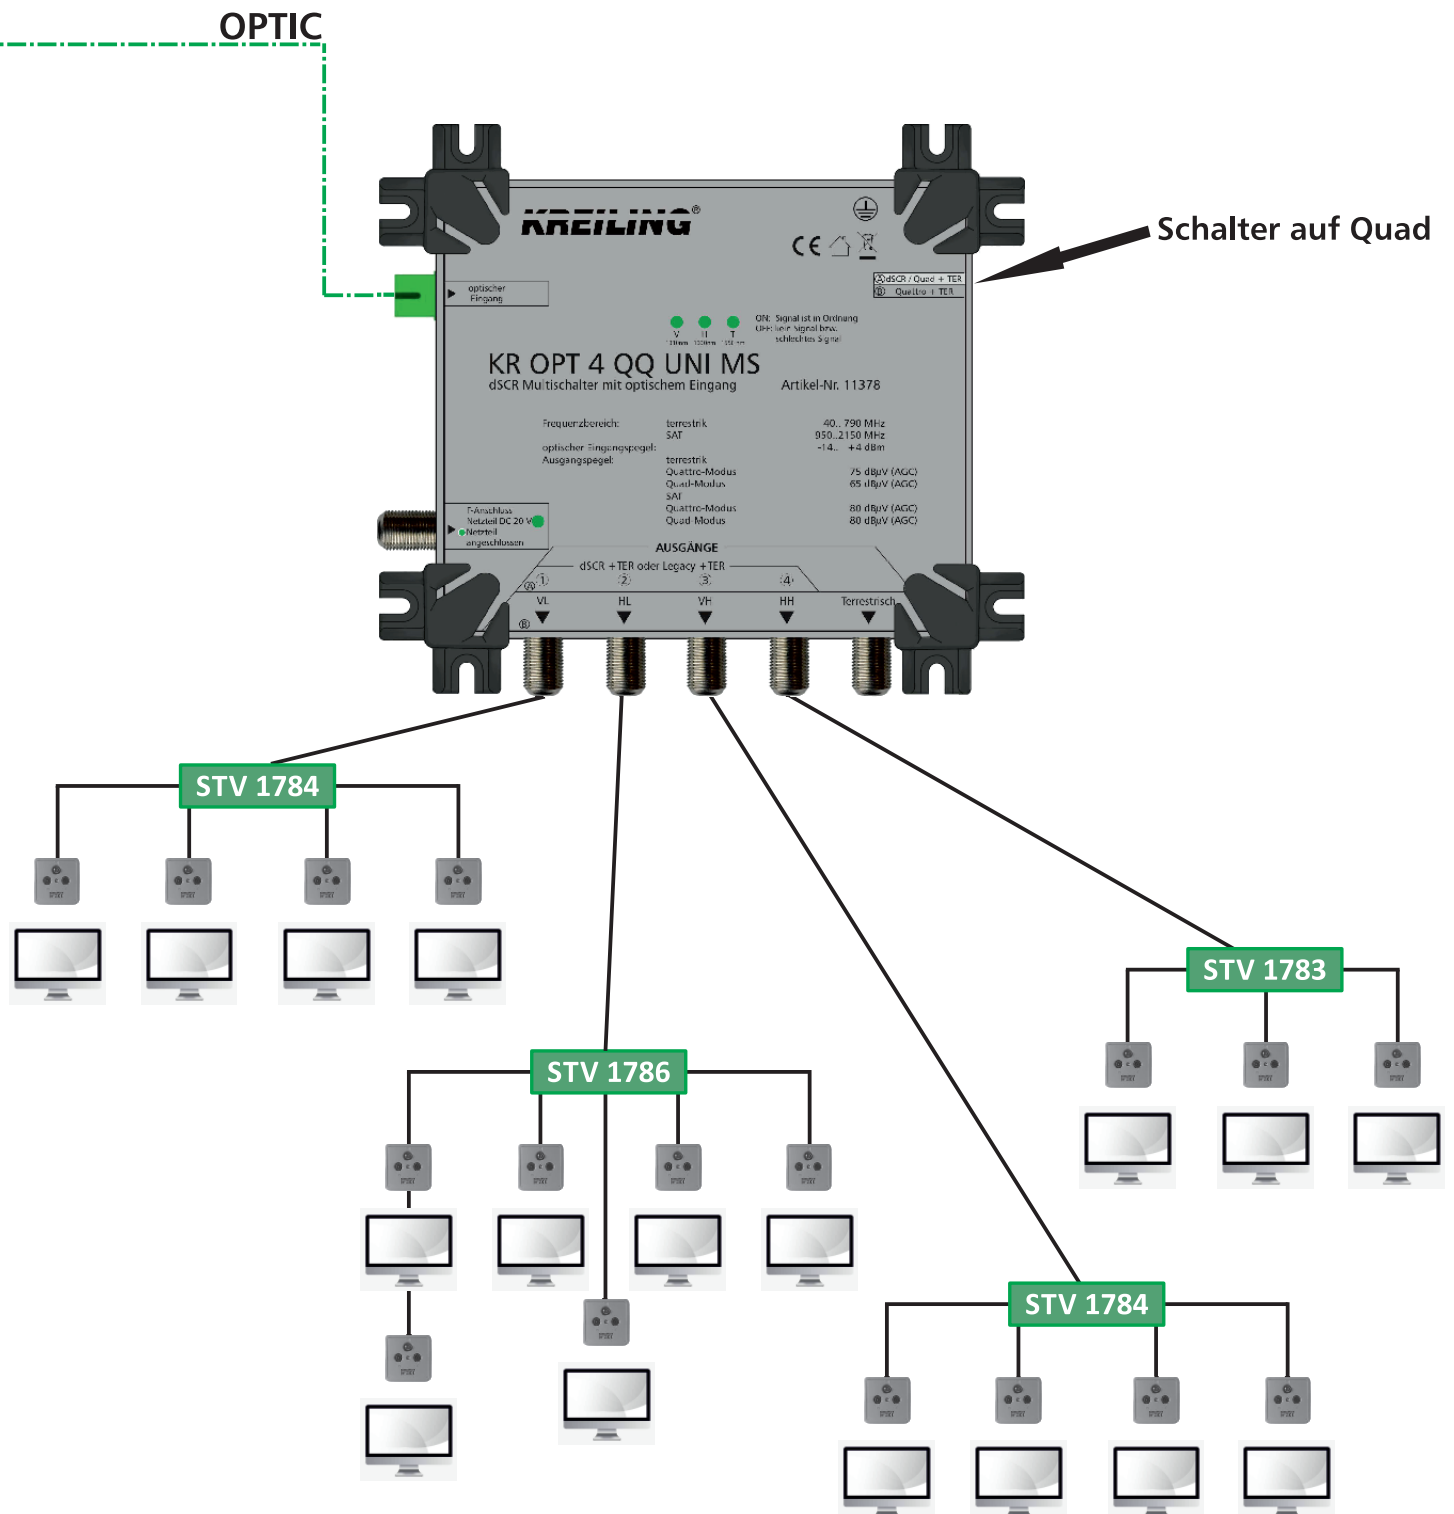 OPTIC
KREILING®
Schalter auf Quad
CE
Ⓐ dSCR / Quad + TER
Ⓑ Quattro + TER
optischer
Eingang
V H T
ON: Signal ist in Ordnung
OFF: kein Signal bzw.
schlechtes Signal
KR OPT 4 QQ UNI MS
dSCR Multischalter mit optischem Eingang Artikel-Nr. 11378
Frequenzbereich: terrestrik 40.. 790 MHz
SAT 950..2150 MHz
optischer Eingangspegel: -14.. +4 dBm
Ausgangspegel: terrestrik
Quattro-Modus 75 dBµV (AGC)
Quad-Modus 65 dBµV (AGC)
SAT
Quattro-Modus 80 dBµV (AGC)
Quad-Modus 80 dBµV (AGC)
F-Anschluss
Netzteil DC 20 V
Netzteil
angeschlossen
AUSGÄNGE
dSCR +TER oder Legacy +TER
Ⓐ ① ② ③ ④
VL HL VH HH Terrestrisch
Ⓑ
STV 1784
STV 1783
STV 1786
STV 1784